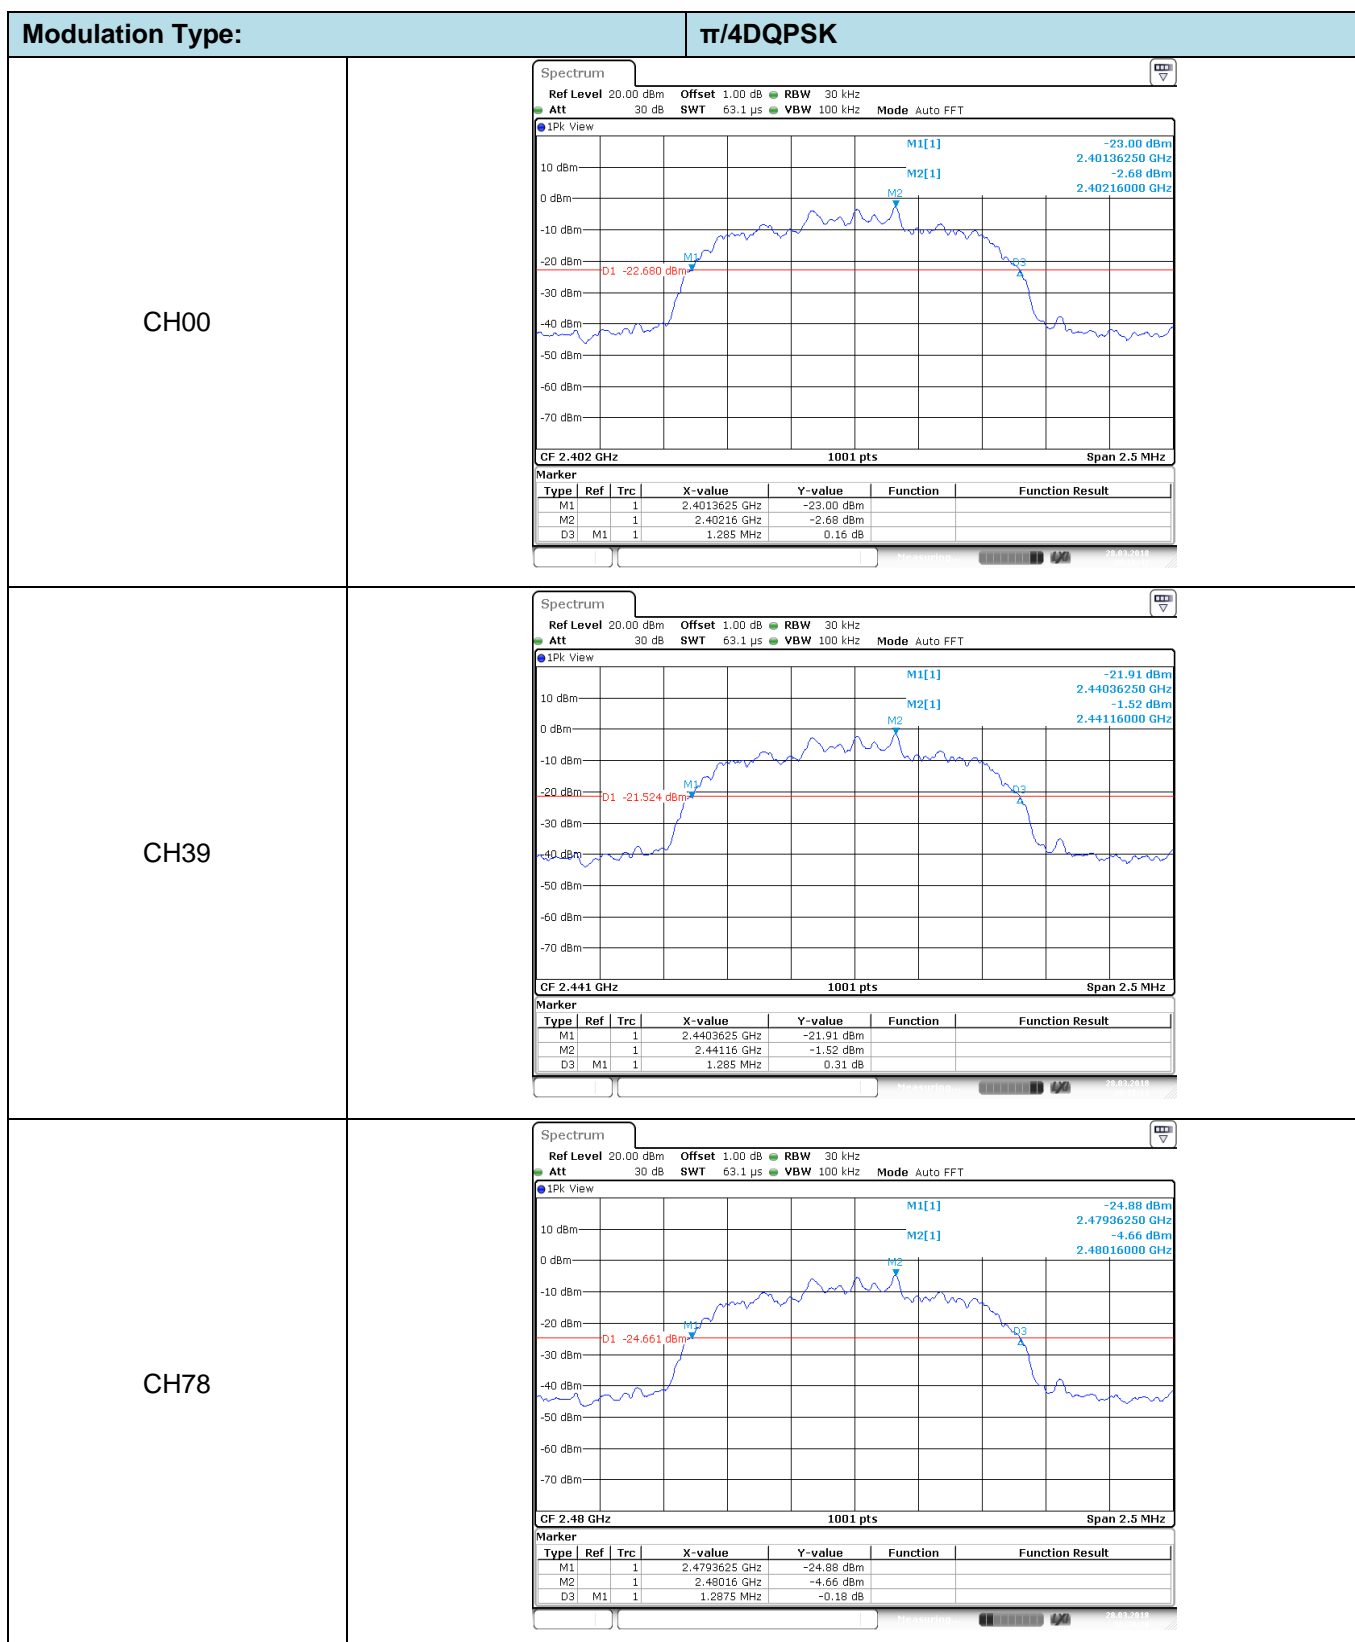 Modulation Type: π/4DQPSK
CH00
Spectrum
Ref Level 20.00 dBm Offset 1.00 dB RBW 30 kHz
Att 30 dB SWT 63.1 µs VBW 100 kHz Mode Auto FFT
1Pk View
M1[1] -23.00 dBm
2.40136250 GHz
10 dBm
M2[1] -2.68 dBm
2.40216000 GHz
M2
0 dBm
-10 dBm
-20 dBm
M1
D3
D1 -22.680 dBm
-30 dBm
-40 dBm
-50 dBm
-60 dBm
-70 dBm
CF 2.402 GHz 1001 pts Span 2.5 MHz
Marker
Type Ref Trc X-value Y-value Function Function Result
M1 1 2.4013625 GHz -23.00 dBm
M2 1 2.40216 GHz -2.68 dBm
D3 M1 1 1.285 MHz 0.16 dB
Measuring... 28.03.2018
CH39
Spectrum
Ref Level 20.00 dBm Offset 1.00 dB RBW 30 kHz
Att 30 dB SWT 63.1 µs VBW 100 kHz Mode Auto FFT
1Pk View
M1[1] -21.91 dBm
2.44036250 GHz
10 dBm
M2[1] -1.52 dBm
2.44116000 GHz
M2
0 dBm
-10 dBm
M1
-20 dBm
D3
D1 -21.524 dBm
-30 dBm
-40 dBm
-50 dBm
-60 dBm
-70 dBm
CF 2.441 GHz 1001 pts Span 2.5 MHz
Marker
Type Ref Trc X-value Y-value Function Function Result
M1 1 2.4403625 GHz -21.91 dBm
M2 1 2.44116 GHz -1.52 dBm
D3 M1 1 1.285 MHz 0.31 dB
Measuring... 28.03.2018
CH78
Spectrum
Ref Level 20.00 dBm Offset 1.00 dB RBW 30 kHz
Att 30 dB SWT 63.1 µs VBW 100 kHz Mode Auto FFT
1Pk View
M1[1] -24.88 dBm
2.47936250 GHz
10 dBm
M2[1] -4.66 dBm
2.48016000 GHz
0 dBm
M2
-10 dBm
-20 dBm
M1
D3
D1 -24.661 dBm
-30 dBm
-40 dBm
-50 dBm
-60 dBm
-70 dBm
CF 2.48 GHz 1001 pts Span 2.5 MHz
Marker
Type Ref Trc X-value Y-value Function Function Result
M1 1 2.4793625 GHz -24.88 dBm
M2 1 2.48016 GHz -4.66 dBm
D3 M1 1 1.2875 MHz -0.18 dB
Measuring... 28.03.2018